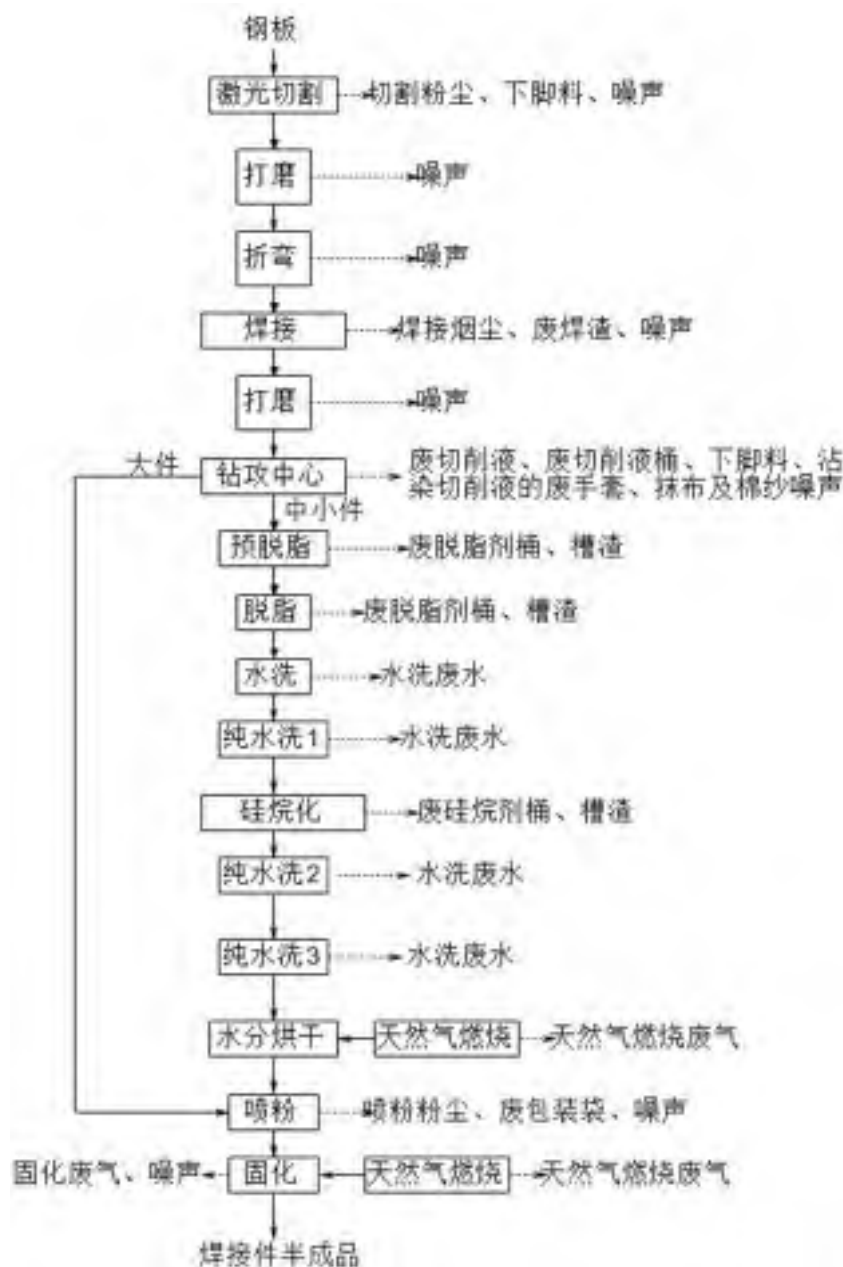 钢板
激光切割 切割粉尘、下脚料、噪声
打磨 噪声
折弯 噪声
焊接 焊接烟尘、废焊渣、噪声
打磨 噪声
大件 钻攻中心 废切削液、废切削液桶、下脚料、沾
染切削液的废手套、抹布及棉纱噪声
中小件
预脱脂 废脱脂剂桶、槽渣
脱脂 废脱脂剂桶、槽渣
水洗 水洗废水
纯水洗1 水洗废水
硅烷化 废硅烷剂桶、槽渣
纯水洗2 水洗废水
纯水洗3 水洗废水
水分烘干 天然气燃烧 天然气燃烧废气
喷粉 喷粉粉尘、废包装袋、噪声
固化废气、噪声 固化 天然气燃烧 天然气燃烧废气
焊接件半成品